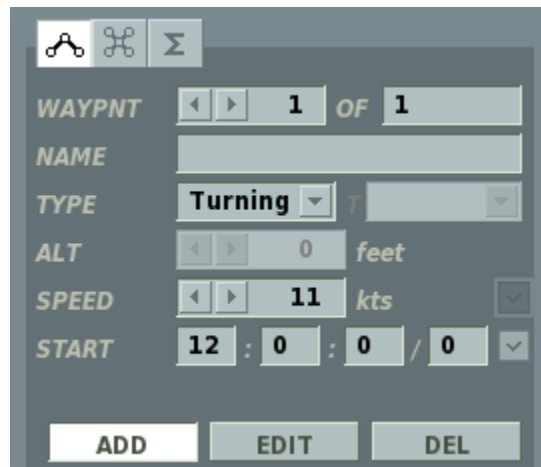 Σ
WAYPNT 1 OF 1
NAME
TYPE Turning T.
ALT 0 feet
SPEED 11 kts
START 12 : 0 : 0 / 0
ADD EDIT DEL